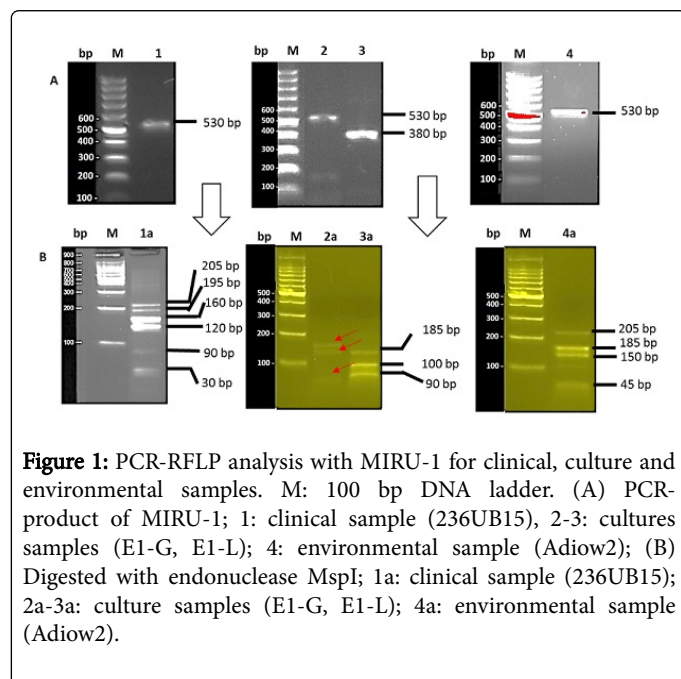 bp M 1
bp M 2 3
bp M 4
A
600
500
400
300
200
100
530 bp
600
500
400
300
200
100
530 bp
380 bp
600
500
400
300
200
100
530 bp
bp M 1a
bp M 2a 3a
bp M 4a
B
900
800
700
600
500
400
300
200
100
205 bp
195 bp
160 bp
120 bp
90 bp
30 bp
500
400
300
200
100
185 bp
100 bp
90 bp
500
400
300
200
100
205 bp
185 bp
150 bp
45 bp
Figure 1: PCR-RFLP analysis with MIRU-1 for clinical, culture and
environmental samples. M: 100 bp DNA ladder. (A) PCR-
product of MIRU-1; 1: clinical sample (236UB15), 2-3: cultures
samples (E1-G, E1-L); 4: environmental sample (Adiow2); (B)
Digested with endonuclease MspI; 1a: clinical sample (236UB15);
2a-3a: culture samples (E1-G, E1-L); 4a: environmental sample
(Adiow2).